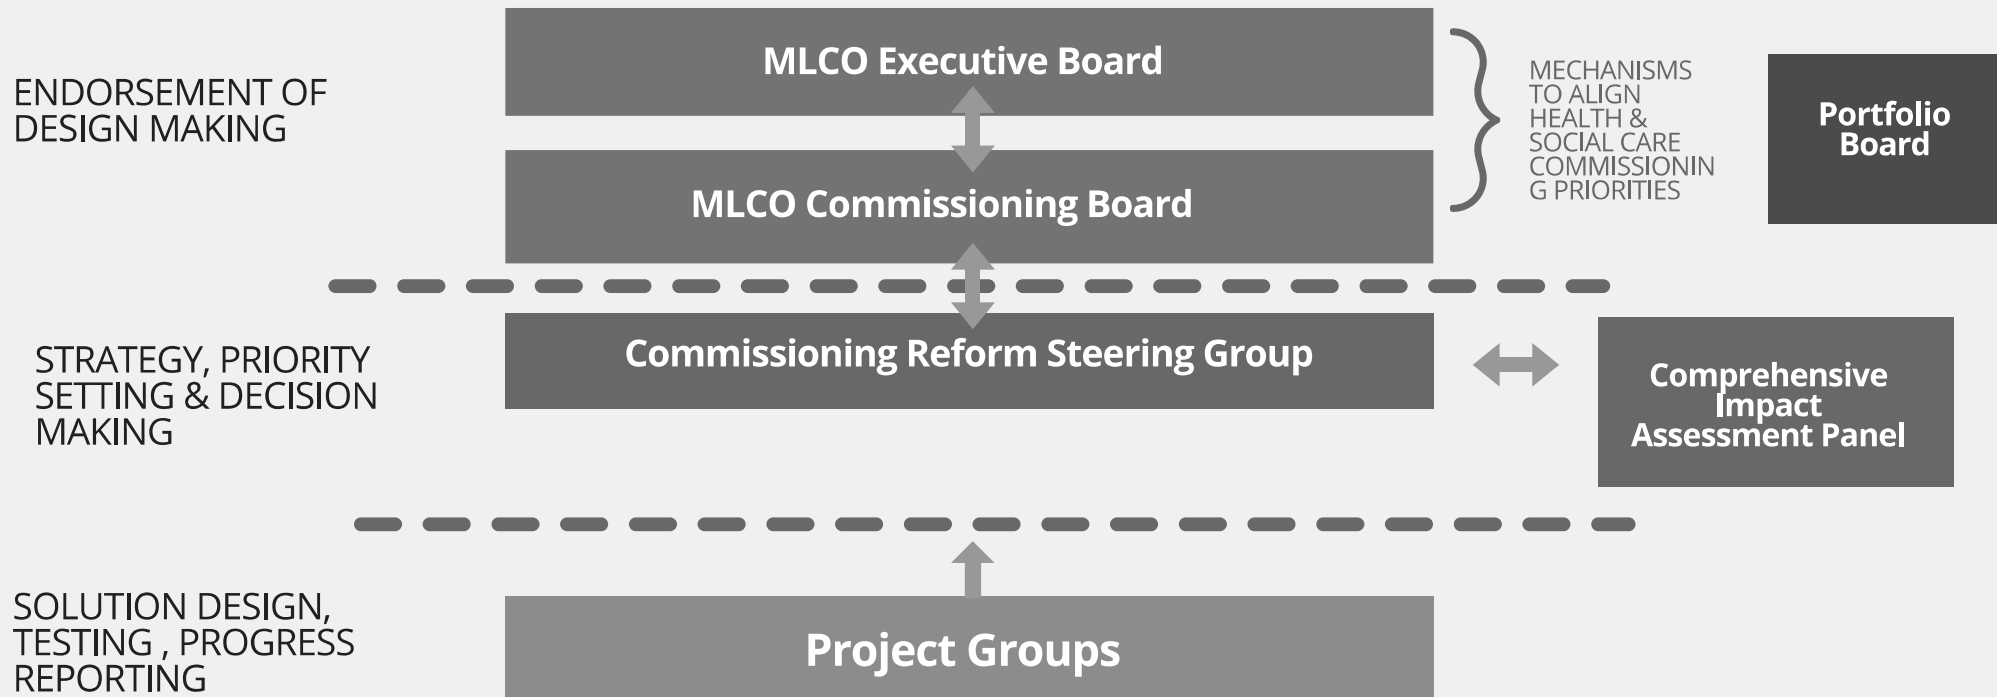 ENDORSEMENT OF
DESIGN MAKING
MLCO Executive Board
MLCO Commissioning Board
MECHANISMS
TO ALIGN
HEALTH &
SOCIAL CARE
COMMISSIONIN
G PRIORITIES
Portfolio
Board
STRATEGY, PRIORITY
SETTING & DECISION
MAKING
Commissioning Reform Steering Group
Comprehensive
Impact
Assessment Panel
SOLUTION DESIGN,
TESTING , PROGRESS
REPORTING
Project Groups